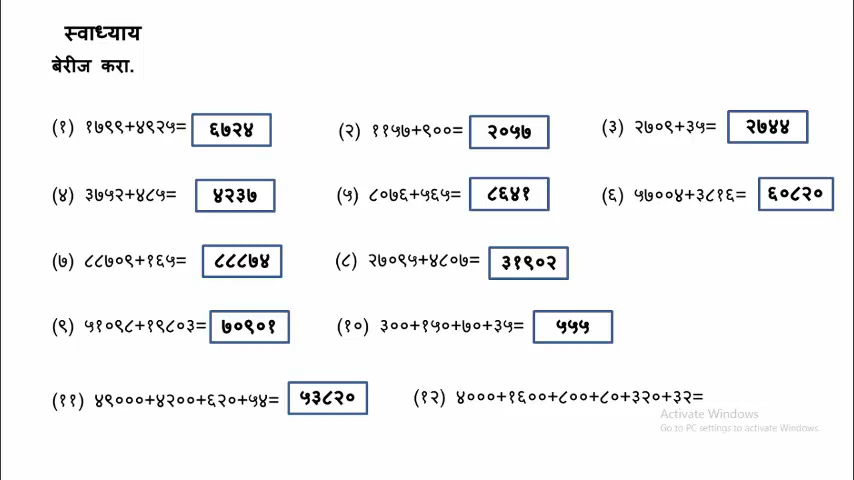 स्वाध्याय
बेरीज करा.
(१) १७९९+४९२५= ६७२४ (२) ११५७+९००= २०५७ (३) २७०९+३५= २७४४
(४) ३७५२+४८५= ४२३७ (५) ८०७६+५६५= ८६४१ (६) ५७००४+३८१६= ६०८२०
(७) ८८७०९+१६५= ८८८७४ (८) २७०९५+४८०७= ३१९०२
(९) ५१०९८+१९८०३= ७०९०१ (१०) ३००+१५०+७०+३५= ५५५
(११) ४९०००+४२००+६२०+५४= ५३८२० (१२) ४०००+१६००+८००+८०+३२०+३२=
Activate Windows
Go to PC settings to activate Windows.